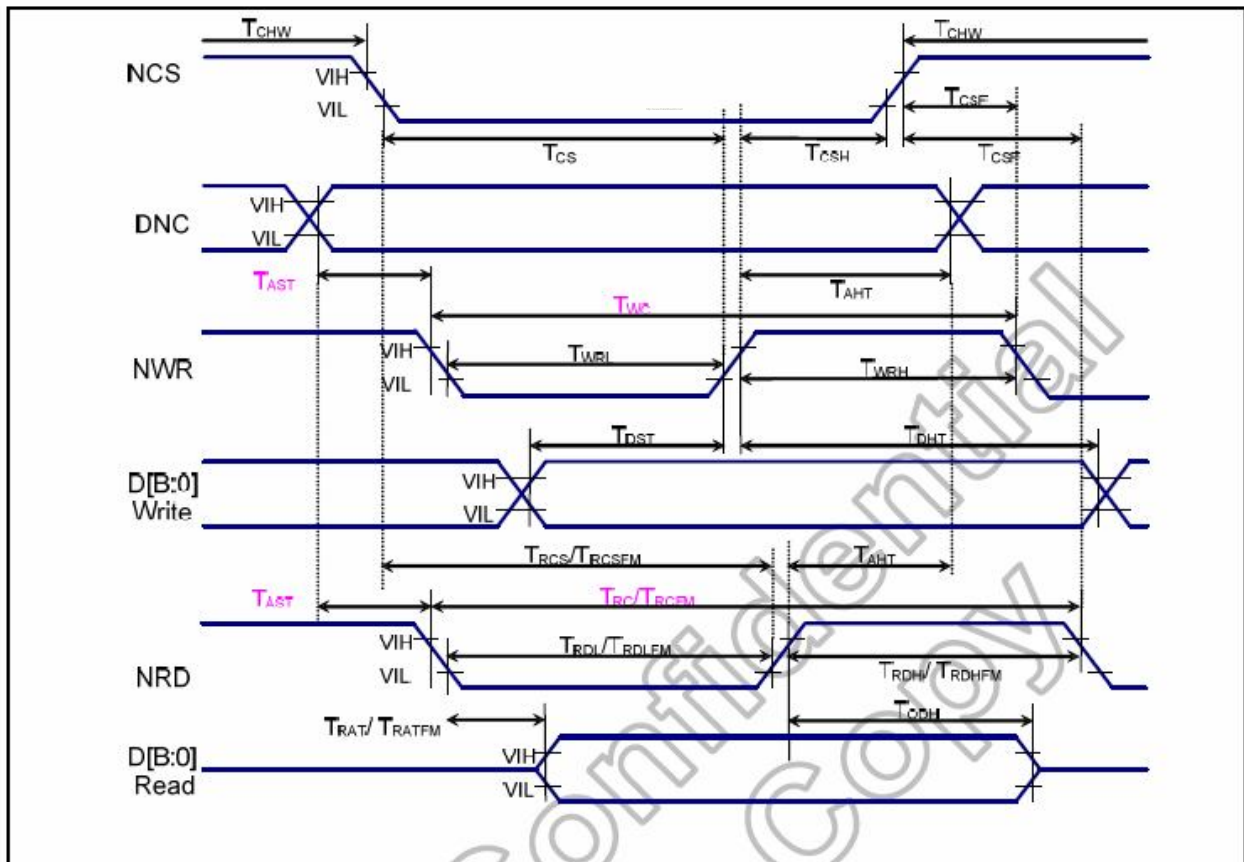 TCHW
TCHW
NCS
VIH
VIL
TCSF
TCS
TCSH
TCSF
DNC
VIH
VIL
TAST
TAHT
TWC
NWR
VIH
VIL
TWRL
TWRH
TDST
TDHT
D[B:0]
Write
VIH
VIL
TRCS/TRCSFM
TAHT
TAST
TRC/TRCFM
NRD
VIH
VIL
TRDL/TRDLFM
TRDH/ TRDHFM
TRAT/ TRATFM
TODH
D[B:0]
Read
VIH
VIL
Confidential
Copy